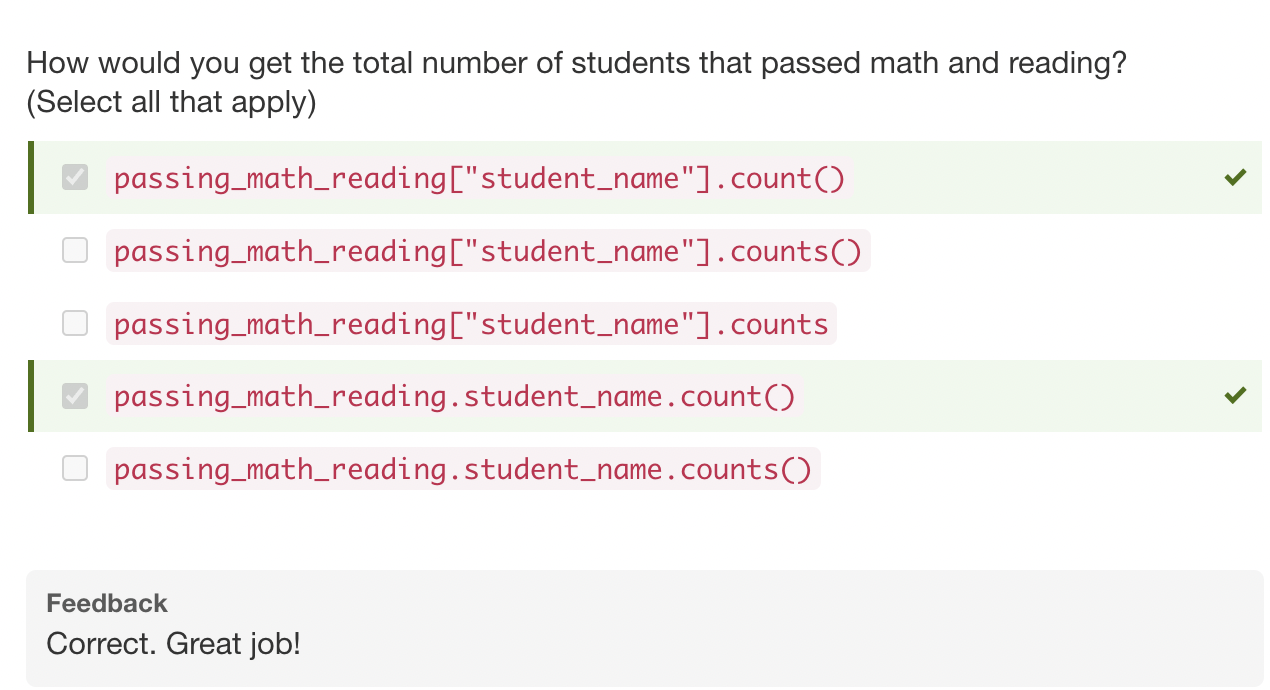 How would you get the total number of students that passed math and reading?
(Select all that apply)
passing_math_reading["student_name"].count()
passing_math_reading["student_name"].counts()
passing_math_reading["student_name"].counts
passing_math_reading.student_name.count()
passing_math_reading.student_name.counts()
Feedback
Correct. Great job!